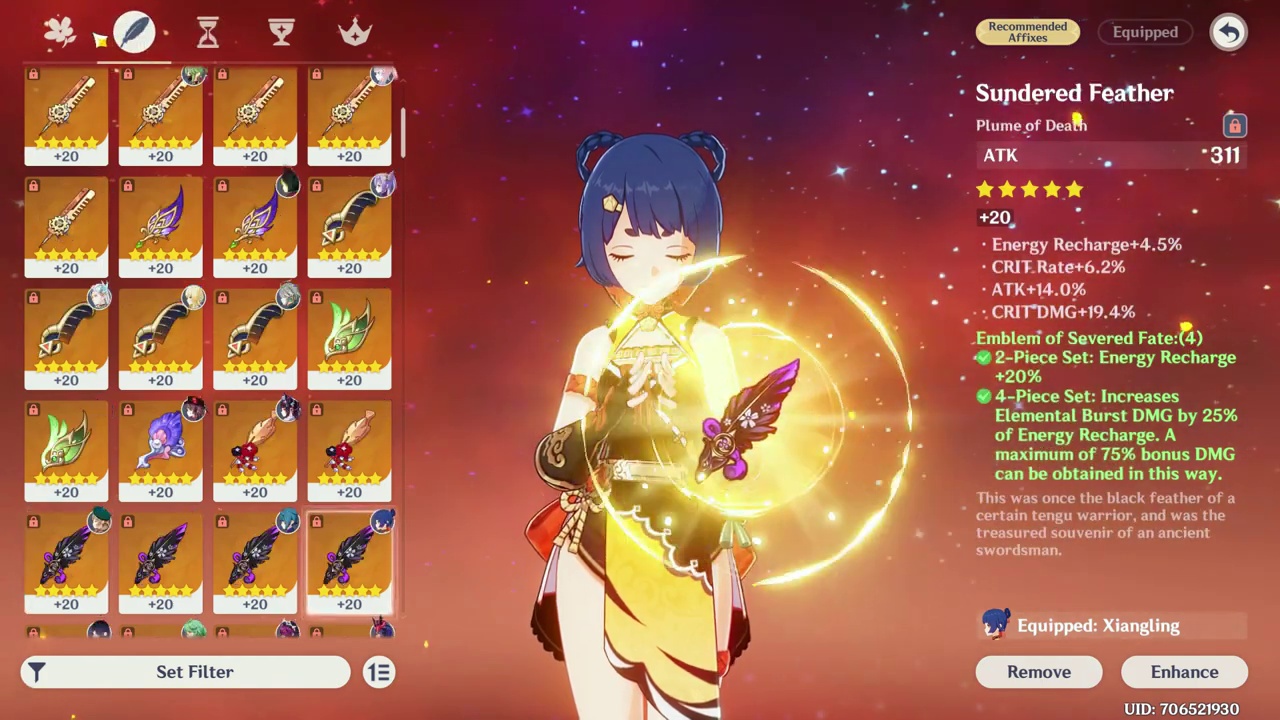 Recommended
Affixes
Equipped
Sundered Feather
Plume of Death
ATK 311
+20
· Energy Recharge+4.5%
· CRIT Rate+6.2%
· ATK+14.0%
· CRIT DMG+19.4%
Emblem of Severed Fate:(4)
2-Piece Set: Energy Recharge
+20%
4-Piece Set: Increases
Elemental Burst DMG by 25%
of Energy Recharge. A
maximum of 75% bonus DMG
can be obtained in this way.
This was once the black feather of a
certain tengu warrior, and was the
treasured souvenir of an ancient
swordsman.
Equipped: Xiangling
Remove Enhance
UID: 706521930
+20 +20 +20 +20
+20 +20 +20 +20
+20 +20 +20 +20
+20 +20 +20 +20
+20 +20 +20 +20
Set Filter